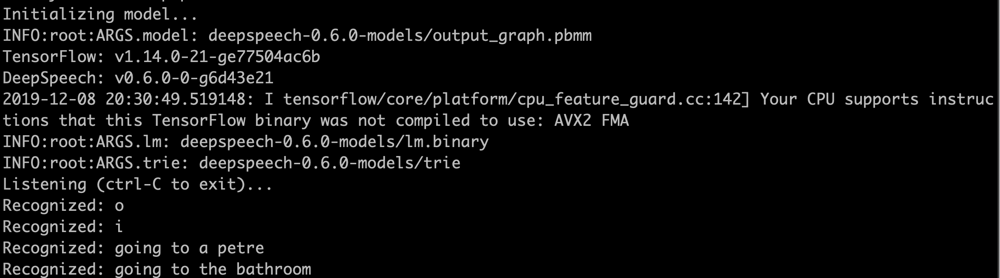 Initializing model...
INFO:root:ARGS.model: deepspeech-0.6.0-models/output_graph.pbmm
TensorFlow: v1.14.0-21-ge77504ac6b
DeepSpeech: v0.6.0-0-g6d43e21
2019-12-08 20:30:49.519148: I tensorflow/core/platform/cpu_feature_guard.cc:142] Your CPU supports instruc
tions that this TensorFlow binary was not compiled to use: AVX2 FMA
INFO:root:ARGS.lm: deepspeech-0.6.0-models/lm.binary
INFO:root:ARGS.trie: deepspeech-0.6.0-models/trie
Listening (ctrl-C to exit)...
Recognized: o
Recognized: i
Recognized: going to a petre
Recognized: going to the bathroom